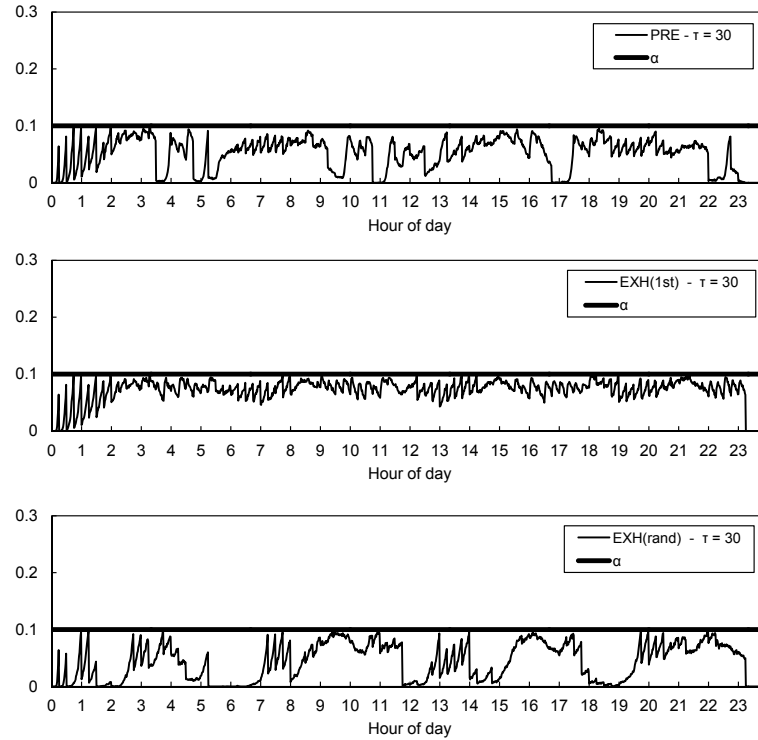 0.3
PRE - τ = 30
α
0.2
0.1
0
0 1 2 3 4 5 6 7 8 9 10 11 12 13 14 15 16 17 18 19 20 21 22 23
Hour of day
0.3
EXH(1st) - τ = 30
α
0.2
0.1
0
0 1 2 3 4 5 6 7 8 9 10 11 12 13 14 15 16 17 18 19 20 21 22 23
Hour of day
0.3
EXH(rand) - τ = 30
α
0.2
0.1
0
0 1 2 3 4 5 6 7 8 9 10 11 12 13 14 15 16 17 18 19 20 21 22 23
Hour of day